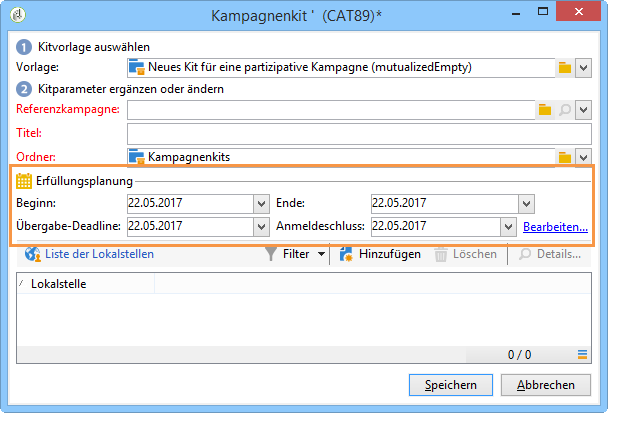 Kampagnenkit ' (CAT89)*
1 Kitvorlage auswählen
Vorlage: Neues Kit für eine partizipative Kampagne (mutualizedEmpty)
2 Kitparameter ergänzen oder ändern
Referenzkampagne:
Titel:
Ordner: Kampagnenkits
Erfüllungsplanung
Beginn: 22.05.2017 Ende: 22.05.2017
Übergabe-Deadline: 22.05.2017 Anmeldeschluss: 22.05.2017 Bearbeiten...
Liste der Lokalstellen Filter Hinzufügen Löschen Details...
Lokalstelle
0 / 0
Speichern Abbrechen